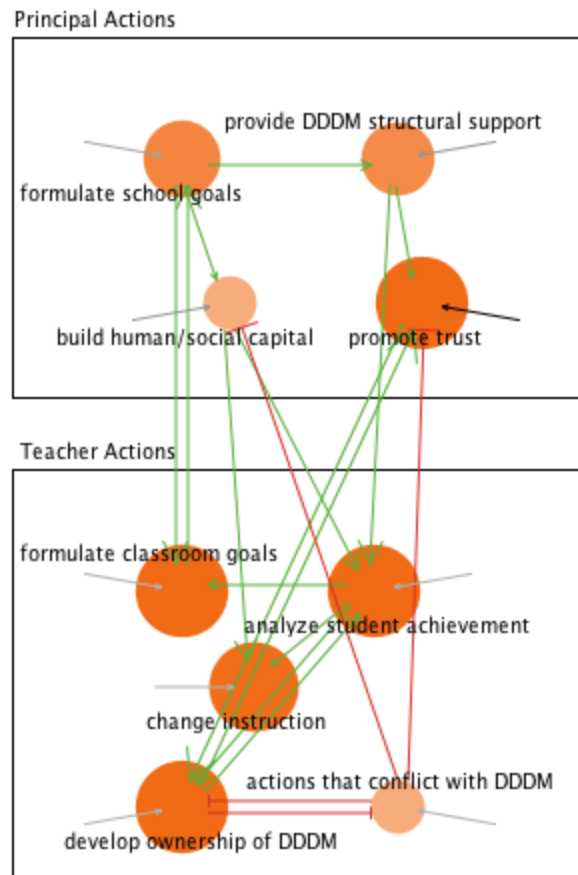 Principal Actions
provide DDDM structural support
formulate school goals
build human/social capital
promote trust
Teacher Actions
formulate classroom goals
analyze student achievement
change instruction
actions that conflict with DDDM
develop ownership of DDDM